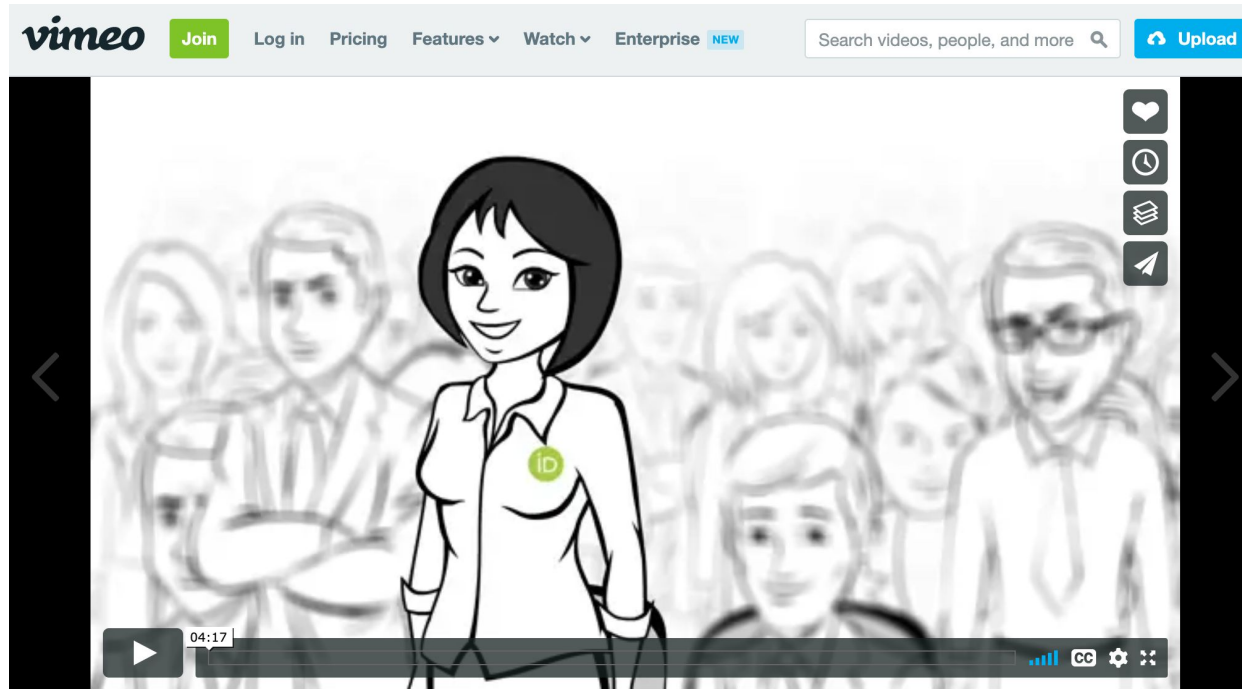 vimeo Join Log in Pricing Features Watch Enterprise NEW Search videos, people, and more Upload
iD
04:17
CC